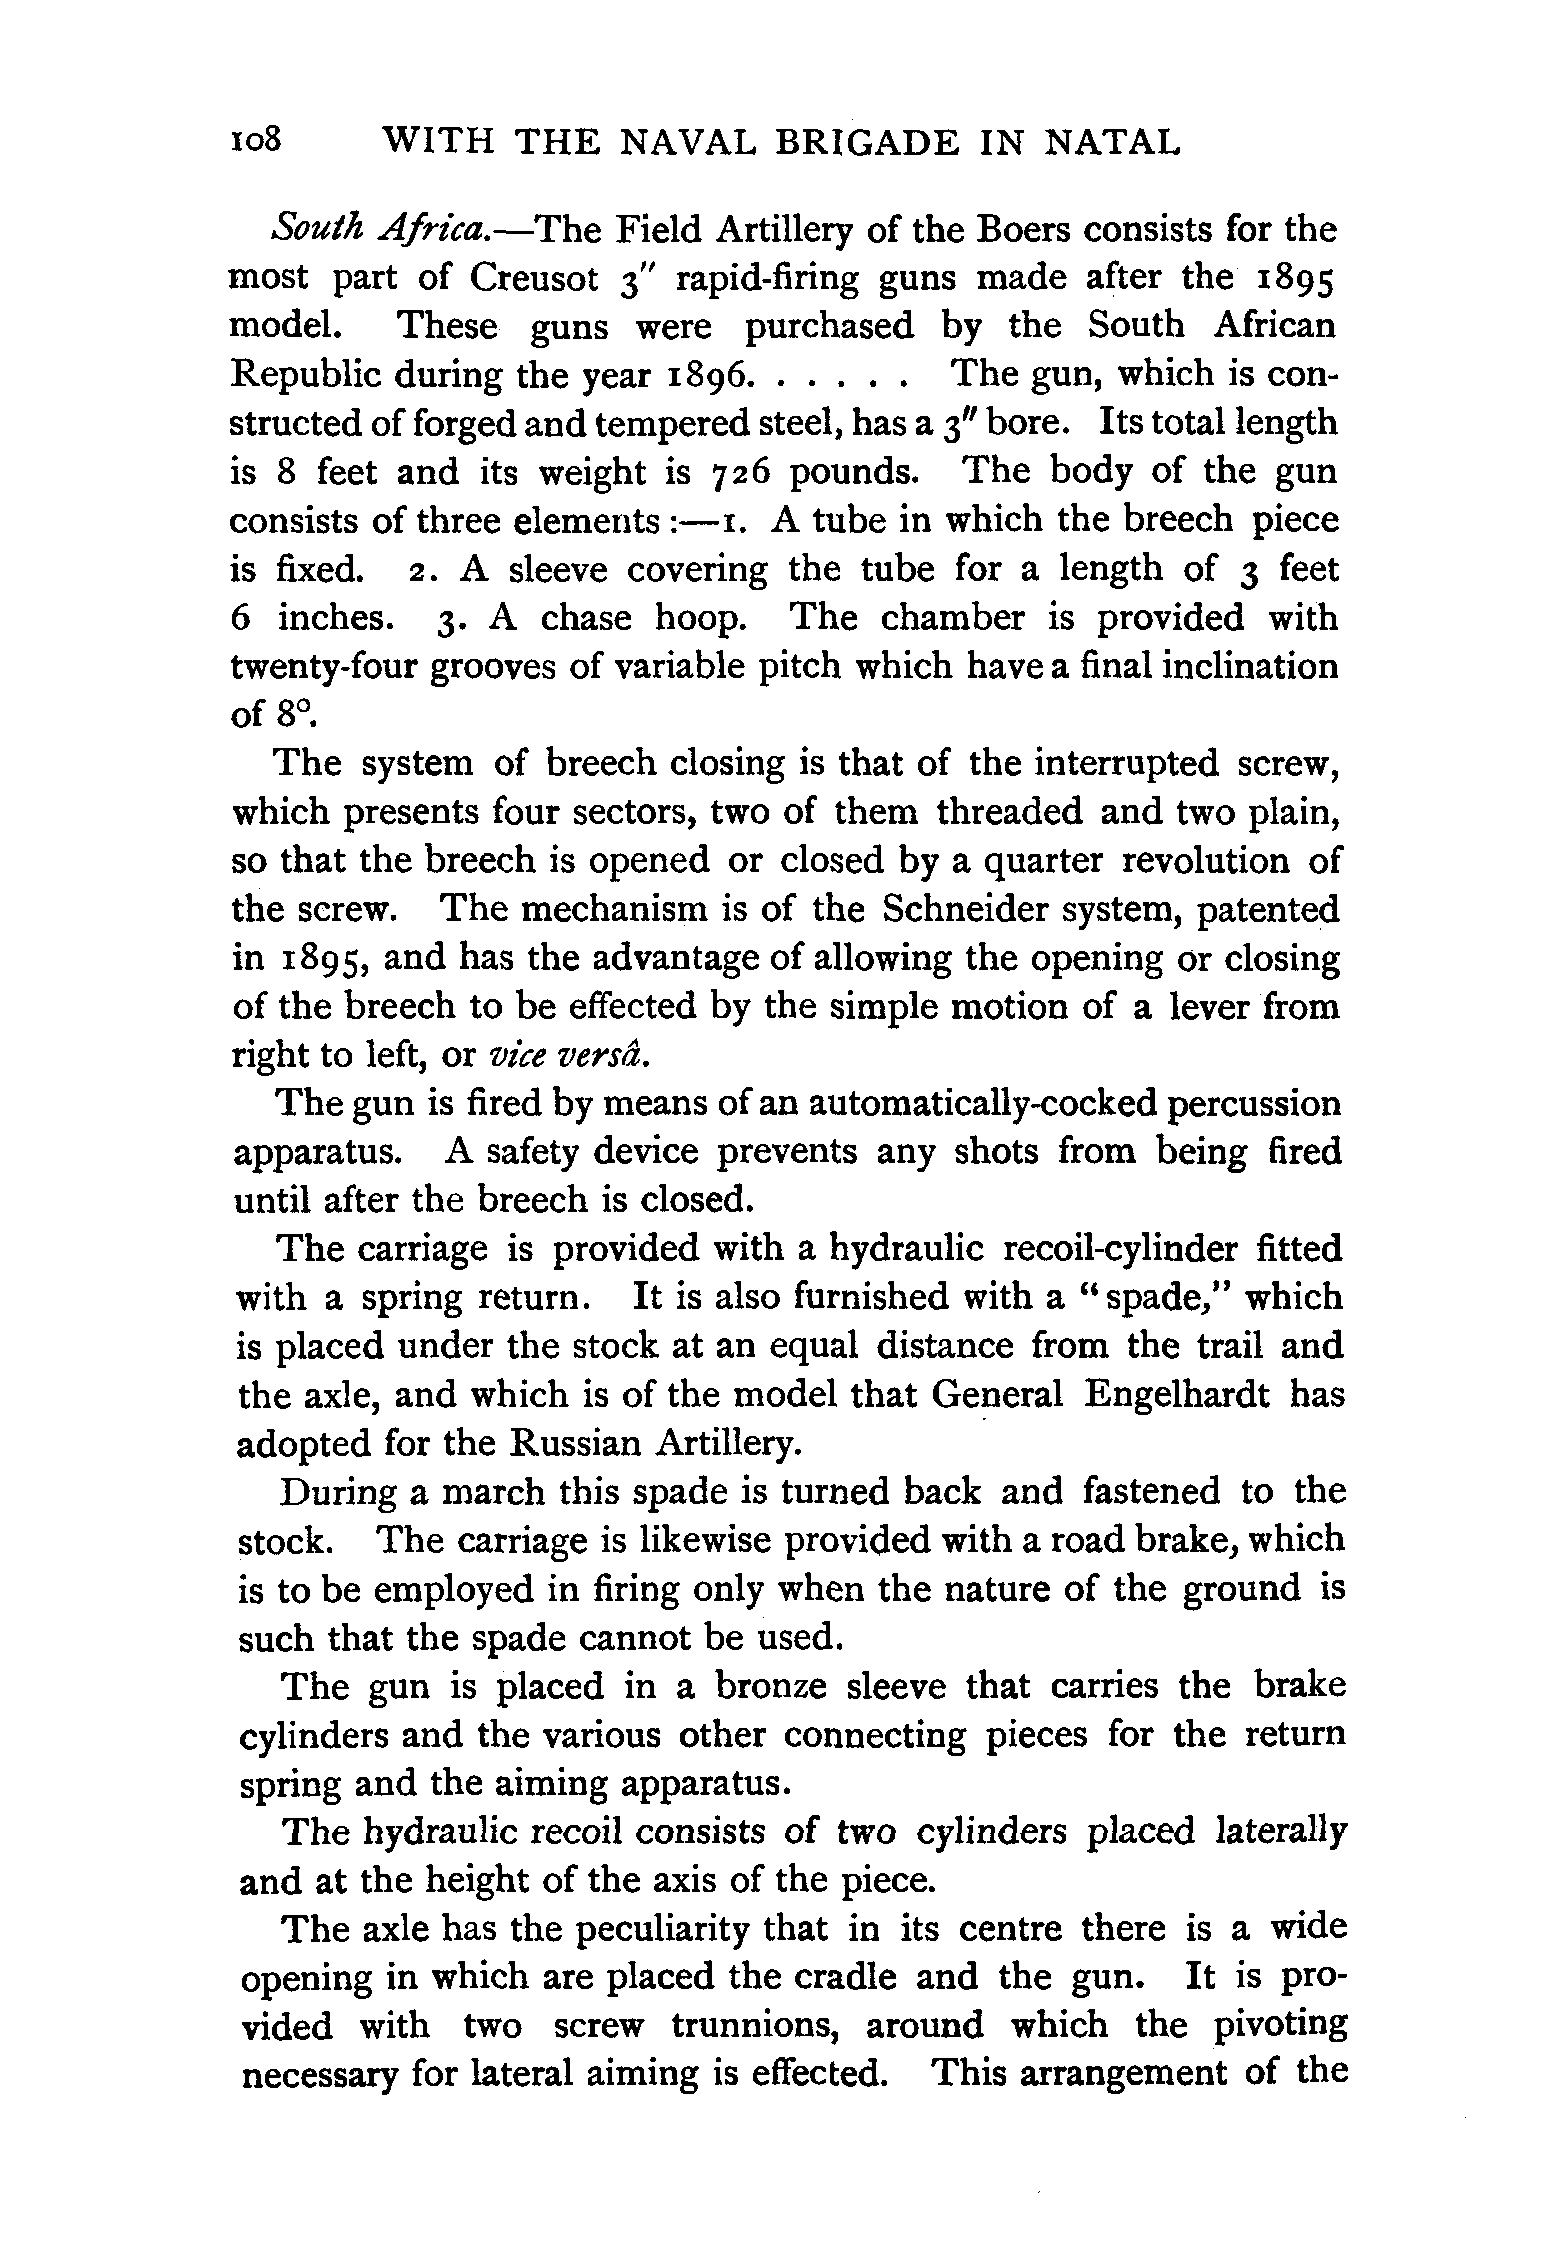 108 WITH THE NAVAL BRIGADE IN NATAL
South Africa.—The Field Artillery of the Boers consists for the
most part of Creusot 3" rapid-firing guns made after the 1895
model. These guns were purchased by the South African
Republic during the year 1896. . . . . . The gun, which is con-
structed of forged and tempered steel, has a 3" bore. Its total length
is 8 feet and its weight is 726 pounds. The body of the gun
consists of three elements :—1. A tube in which the breech piece
is fixed. 2. A sleeve covering the tube for a length of 3 feet
6 inches. 3. A chase hoop. The chamber is provided with
twenty-four grooves of variable pitch which have a final inclination
of 8°.
The system of breech closing is that of the interrupted screw,
which presents four sectors, two of them threaded and two plain,
so that the breech is opened or closed by a quarter revolution of
the screw. The mechanism is of the Schneider system, patented
in 1895, and has the advantage of allowing the opening or closing
of the breech to be effected by the simple motion of a lever from
right to left, or vice versâ.
The gun is fired by means of an automatically-cocked percussion
apparatus. A safety device prevents any shots from being fired
until after the breech is closed.
The carriage is provided with a hydraulic recoil-cylinder fitted
with a spring return. It is also furnished with a "spade," which
is placed under the stock at an equal distance from the trail and
the axle, and which is of the model that General Engelhardt has
adopted for the Russian Artillery.
During a march this spade is turned back and fastened to the
stock. The carriage is likewise provided with a road brake, which
is to be employed in firing only when the nature of the ground is
such that the spade cannot be used.
The gun is placed in a bronze sleeve that carries the brake
cylinders and the various other connecting pieces for the return
spring and the aiming apparatus.
The hydraulic recoil consists of two cylinders placed laterally
and at the height of the axis of the piece.
The axle has the peculiarity that in its centre there is a wide
opening in which are placed the cradle and the gun. It is pro-
vided with two screw trunnions, around which the pivoting
necessary for lateral aiming is effected. This arrangement of the